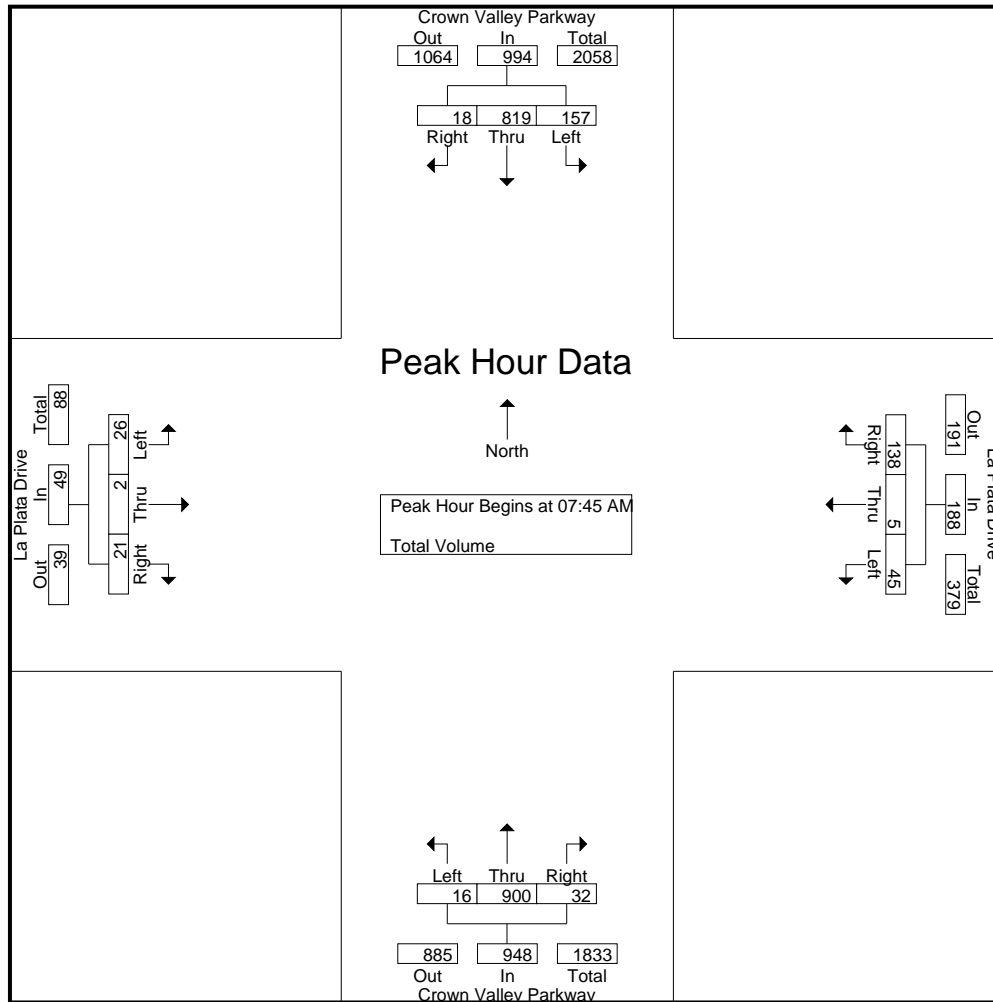 Crown Valley Parkway
Out In Total
1064 994 2058
18 819 157
Right Thru Left
Peak Hour Data
North
Peak Hour Begins at 07:45 AM
Total Volume
La Plata Drive
Out In Total
39 49 88
Left Thru Right
26 2 21
La Plata Drive
Out In Total
191 188 379
Right Thru Left
138 5 45
Left Thru Right
16 900 32
885 948 1833
Out In Total
Crown Valley Parkway